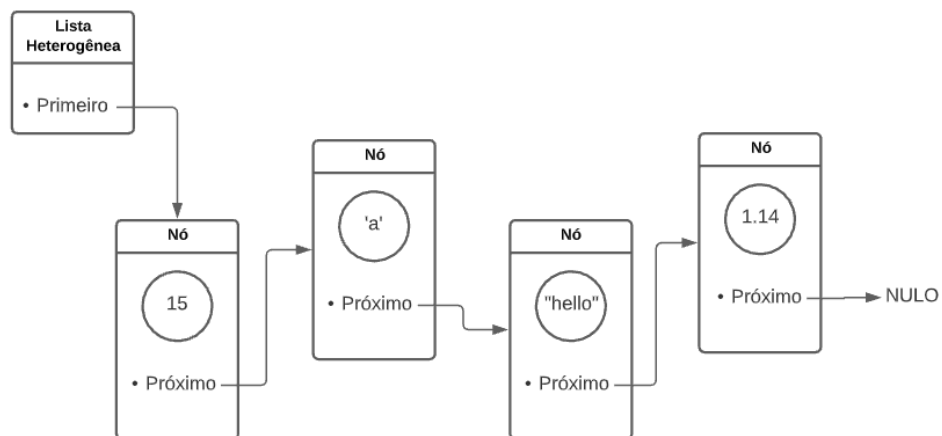 Lista
Heterogênea
• Primeiro
Nó
15
• Próximo
Nó
'a'
• Próximo
Nó
"hello"
• Próximo
Nó
1.14
• Próximo
NULO